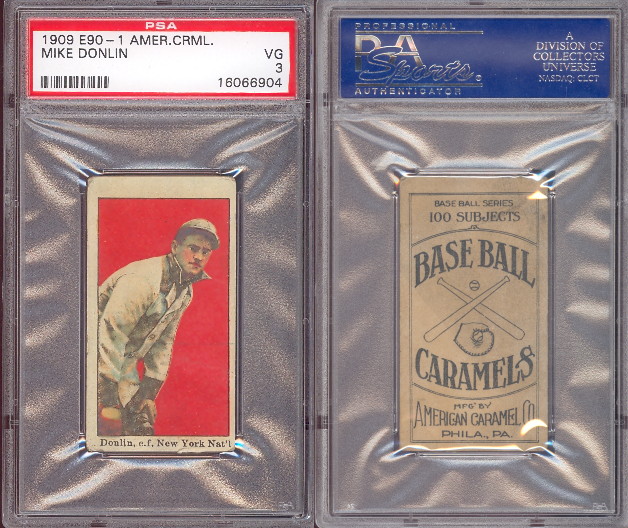 PSA
1909 E90-1 AMER.CRML.
MIKE DONLIN
VG
3
16066904
Donlin, c.f. New York Nat'l
PROFESSIONAL
PSA
Sports
AUTHENTICATOR
A
DIVISION OF
COLLECTORS
UNIVERSE
NASDAQ: CLCT
BASE BALL SERIES
100 SUBJECTS
BASE BALL
CARAMELS
MFG BY
AMERICAN CARAMEL CO
PHILA., PA.